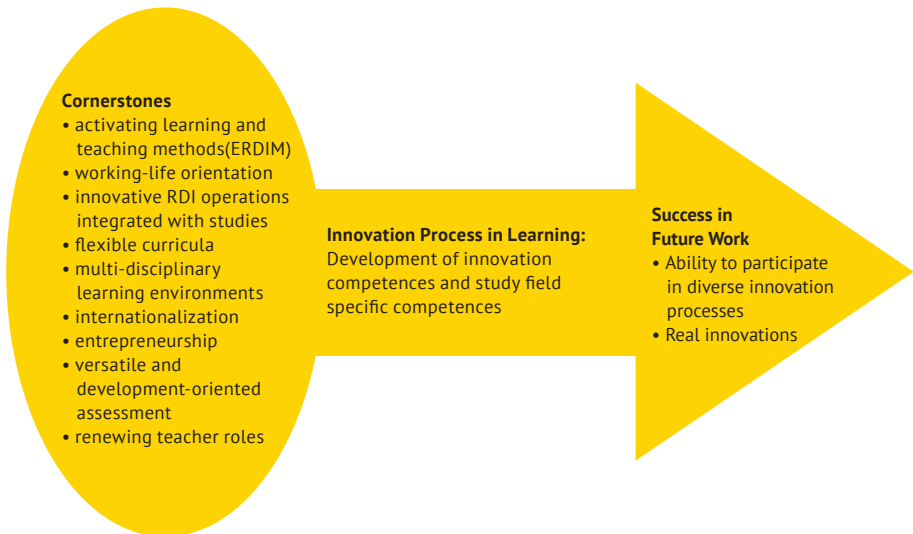 Cornerstones
• activating learning and
teaching methods(ERDIM)
• working-life orientation
• innovative RDI operations
integrated with studies
• flexible curricula
• multi-disciplinary
learning environments
• internationalization
• entrepreneurship
• versatile and
development-oriented
assessment
• renewing teacher roles
Innovation Process in Learning:
Development of innovation
competences and study field
specific competences
Success in
Future Work
• Ability to participate
in diverse innovation
processes
• Real innovations